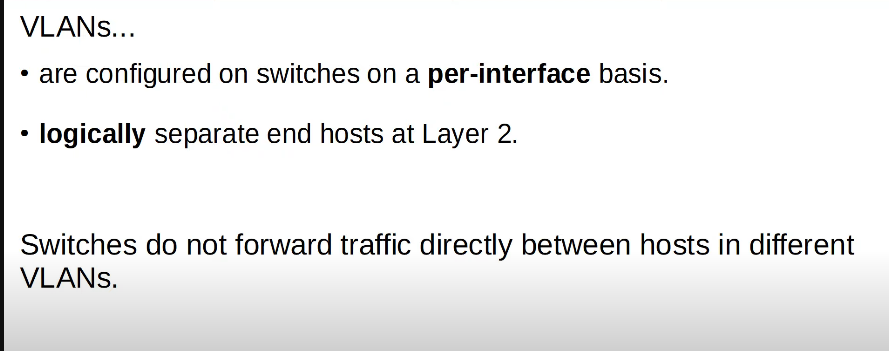 VLANs...
• are configured on switches on a per-interface basis.
• logically separate end hosts at Layer 2.
Switches do not forward traffic directly between hosts in different
VLANs.